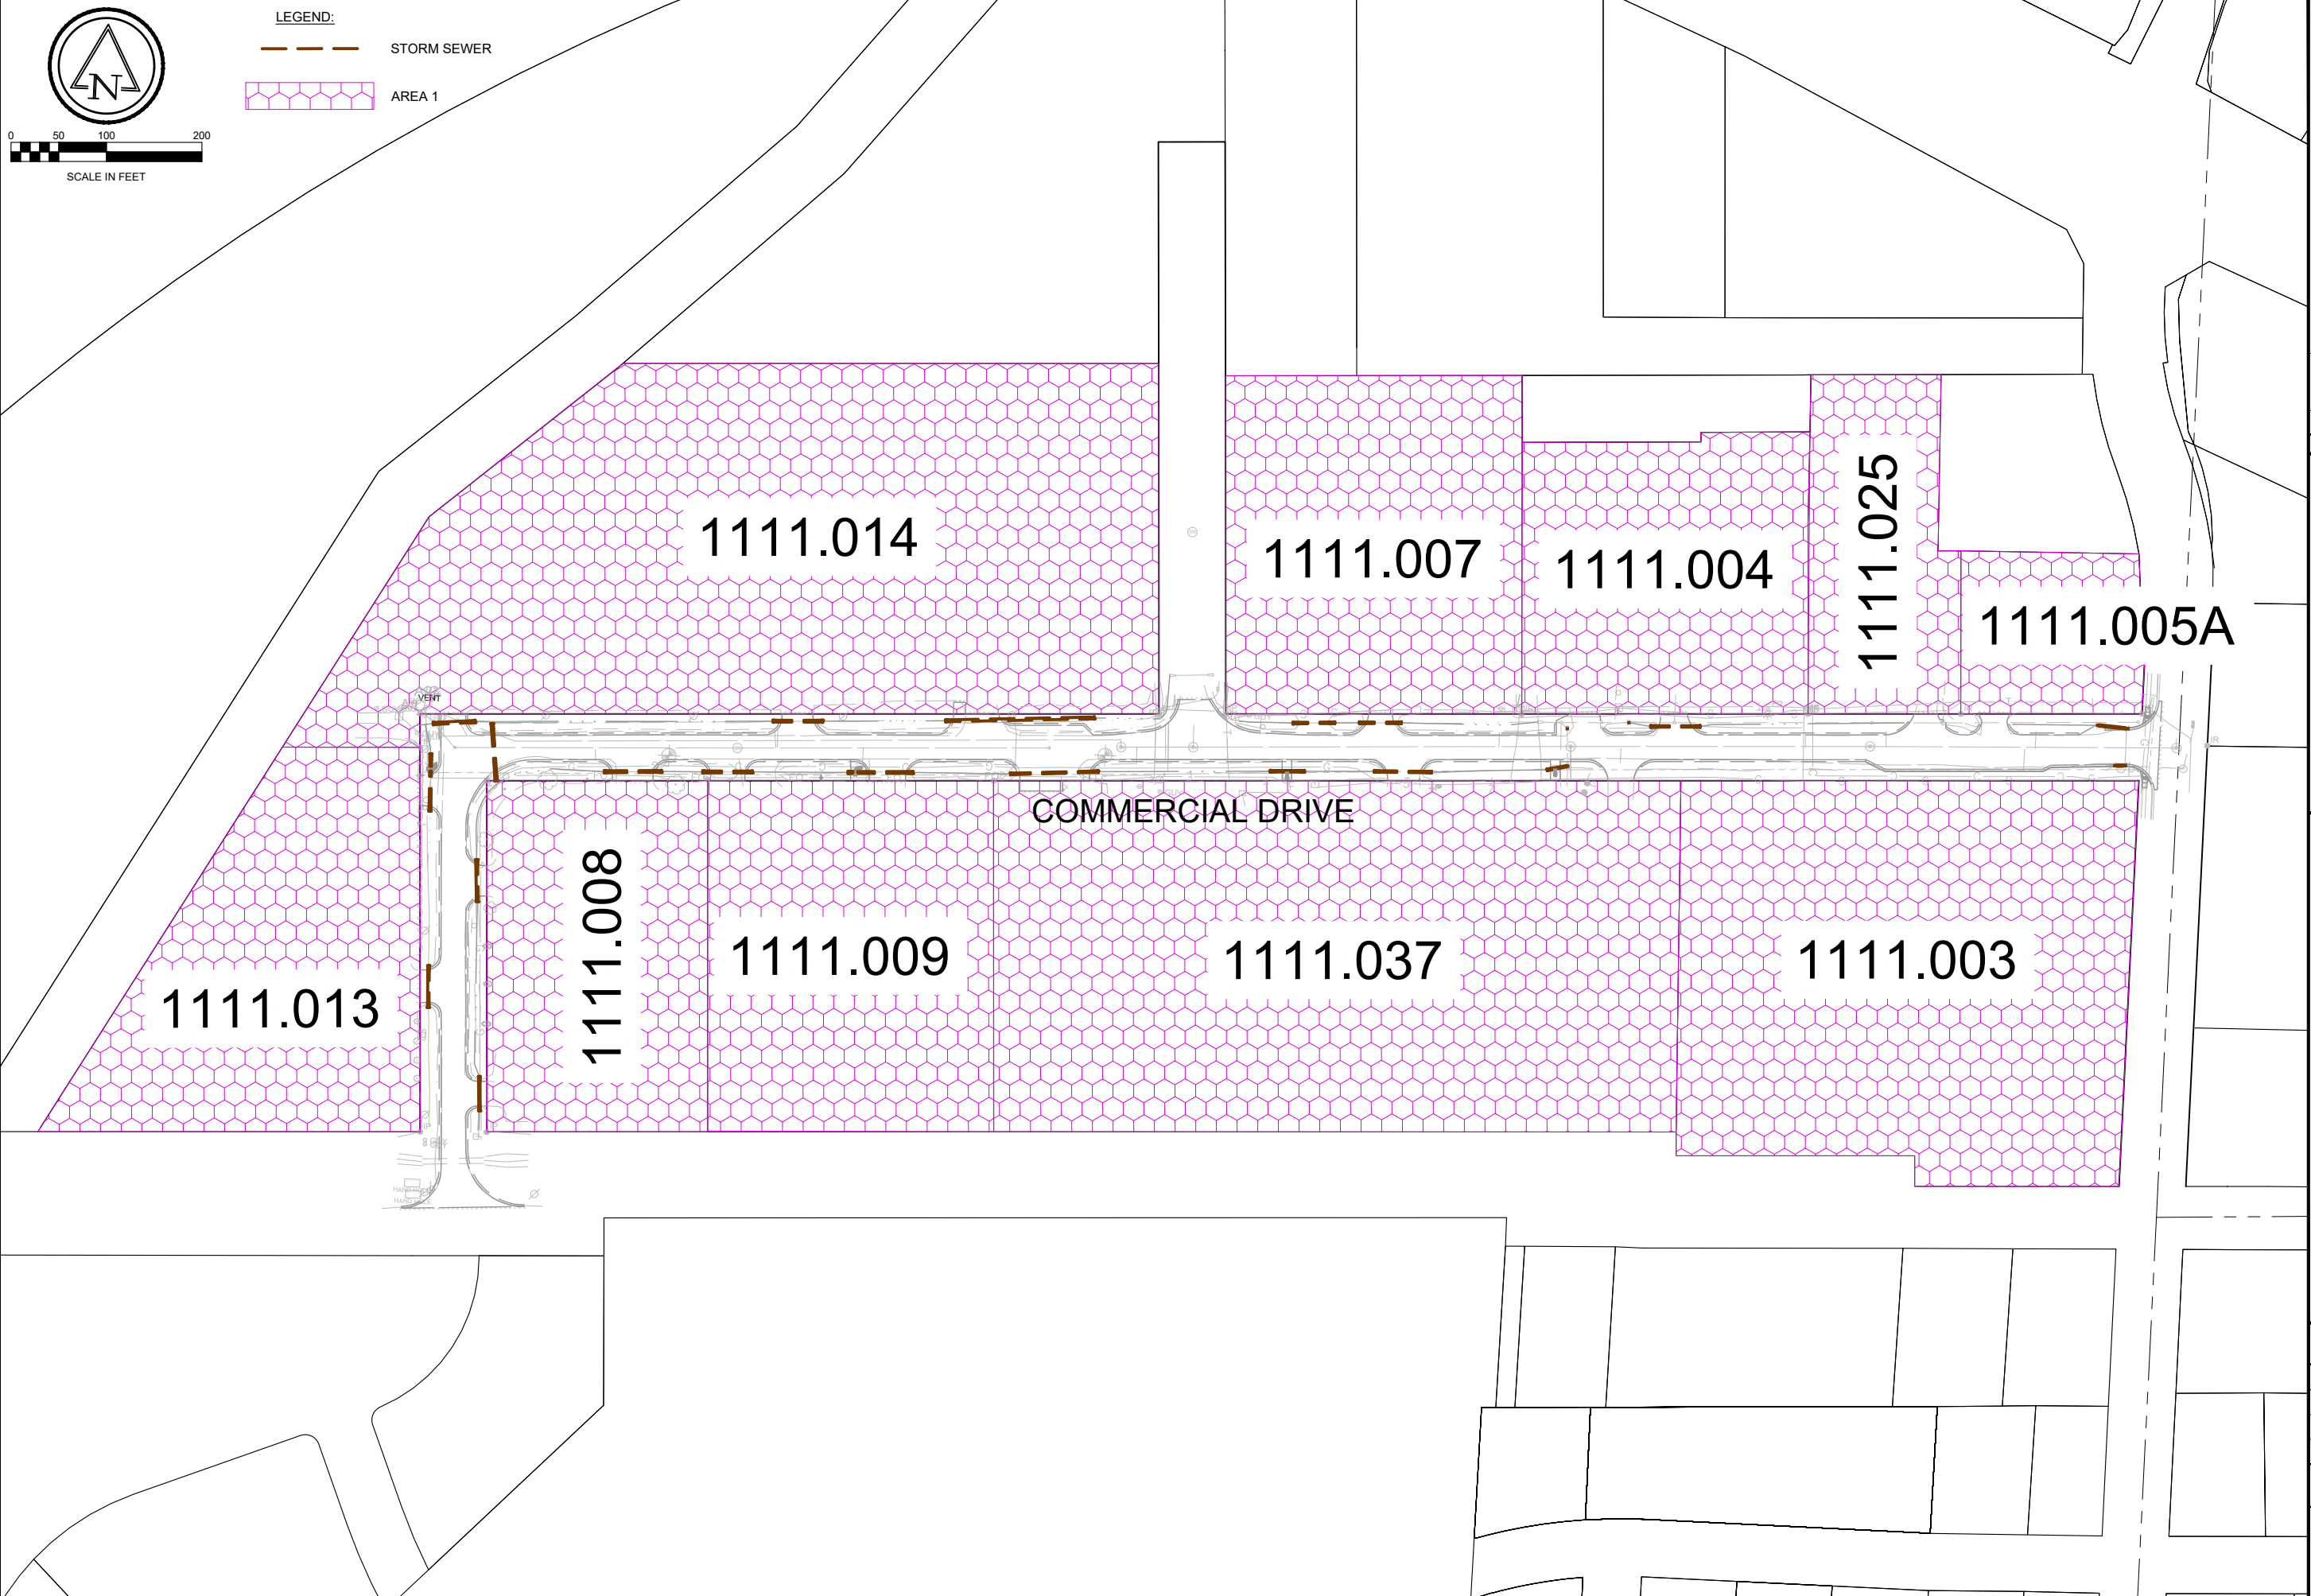 LEGEND:
STORM SEWER
AREA 1
N
0 50 100 200
SCALE IN FEET
1111.014
1111.007
1111.004
1111.025
1111.005A
VENT
COMMERCIAL DRIVE
1111.013
1111.008
1111.009
1111.037
1111.003